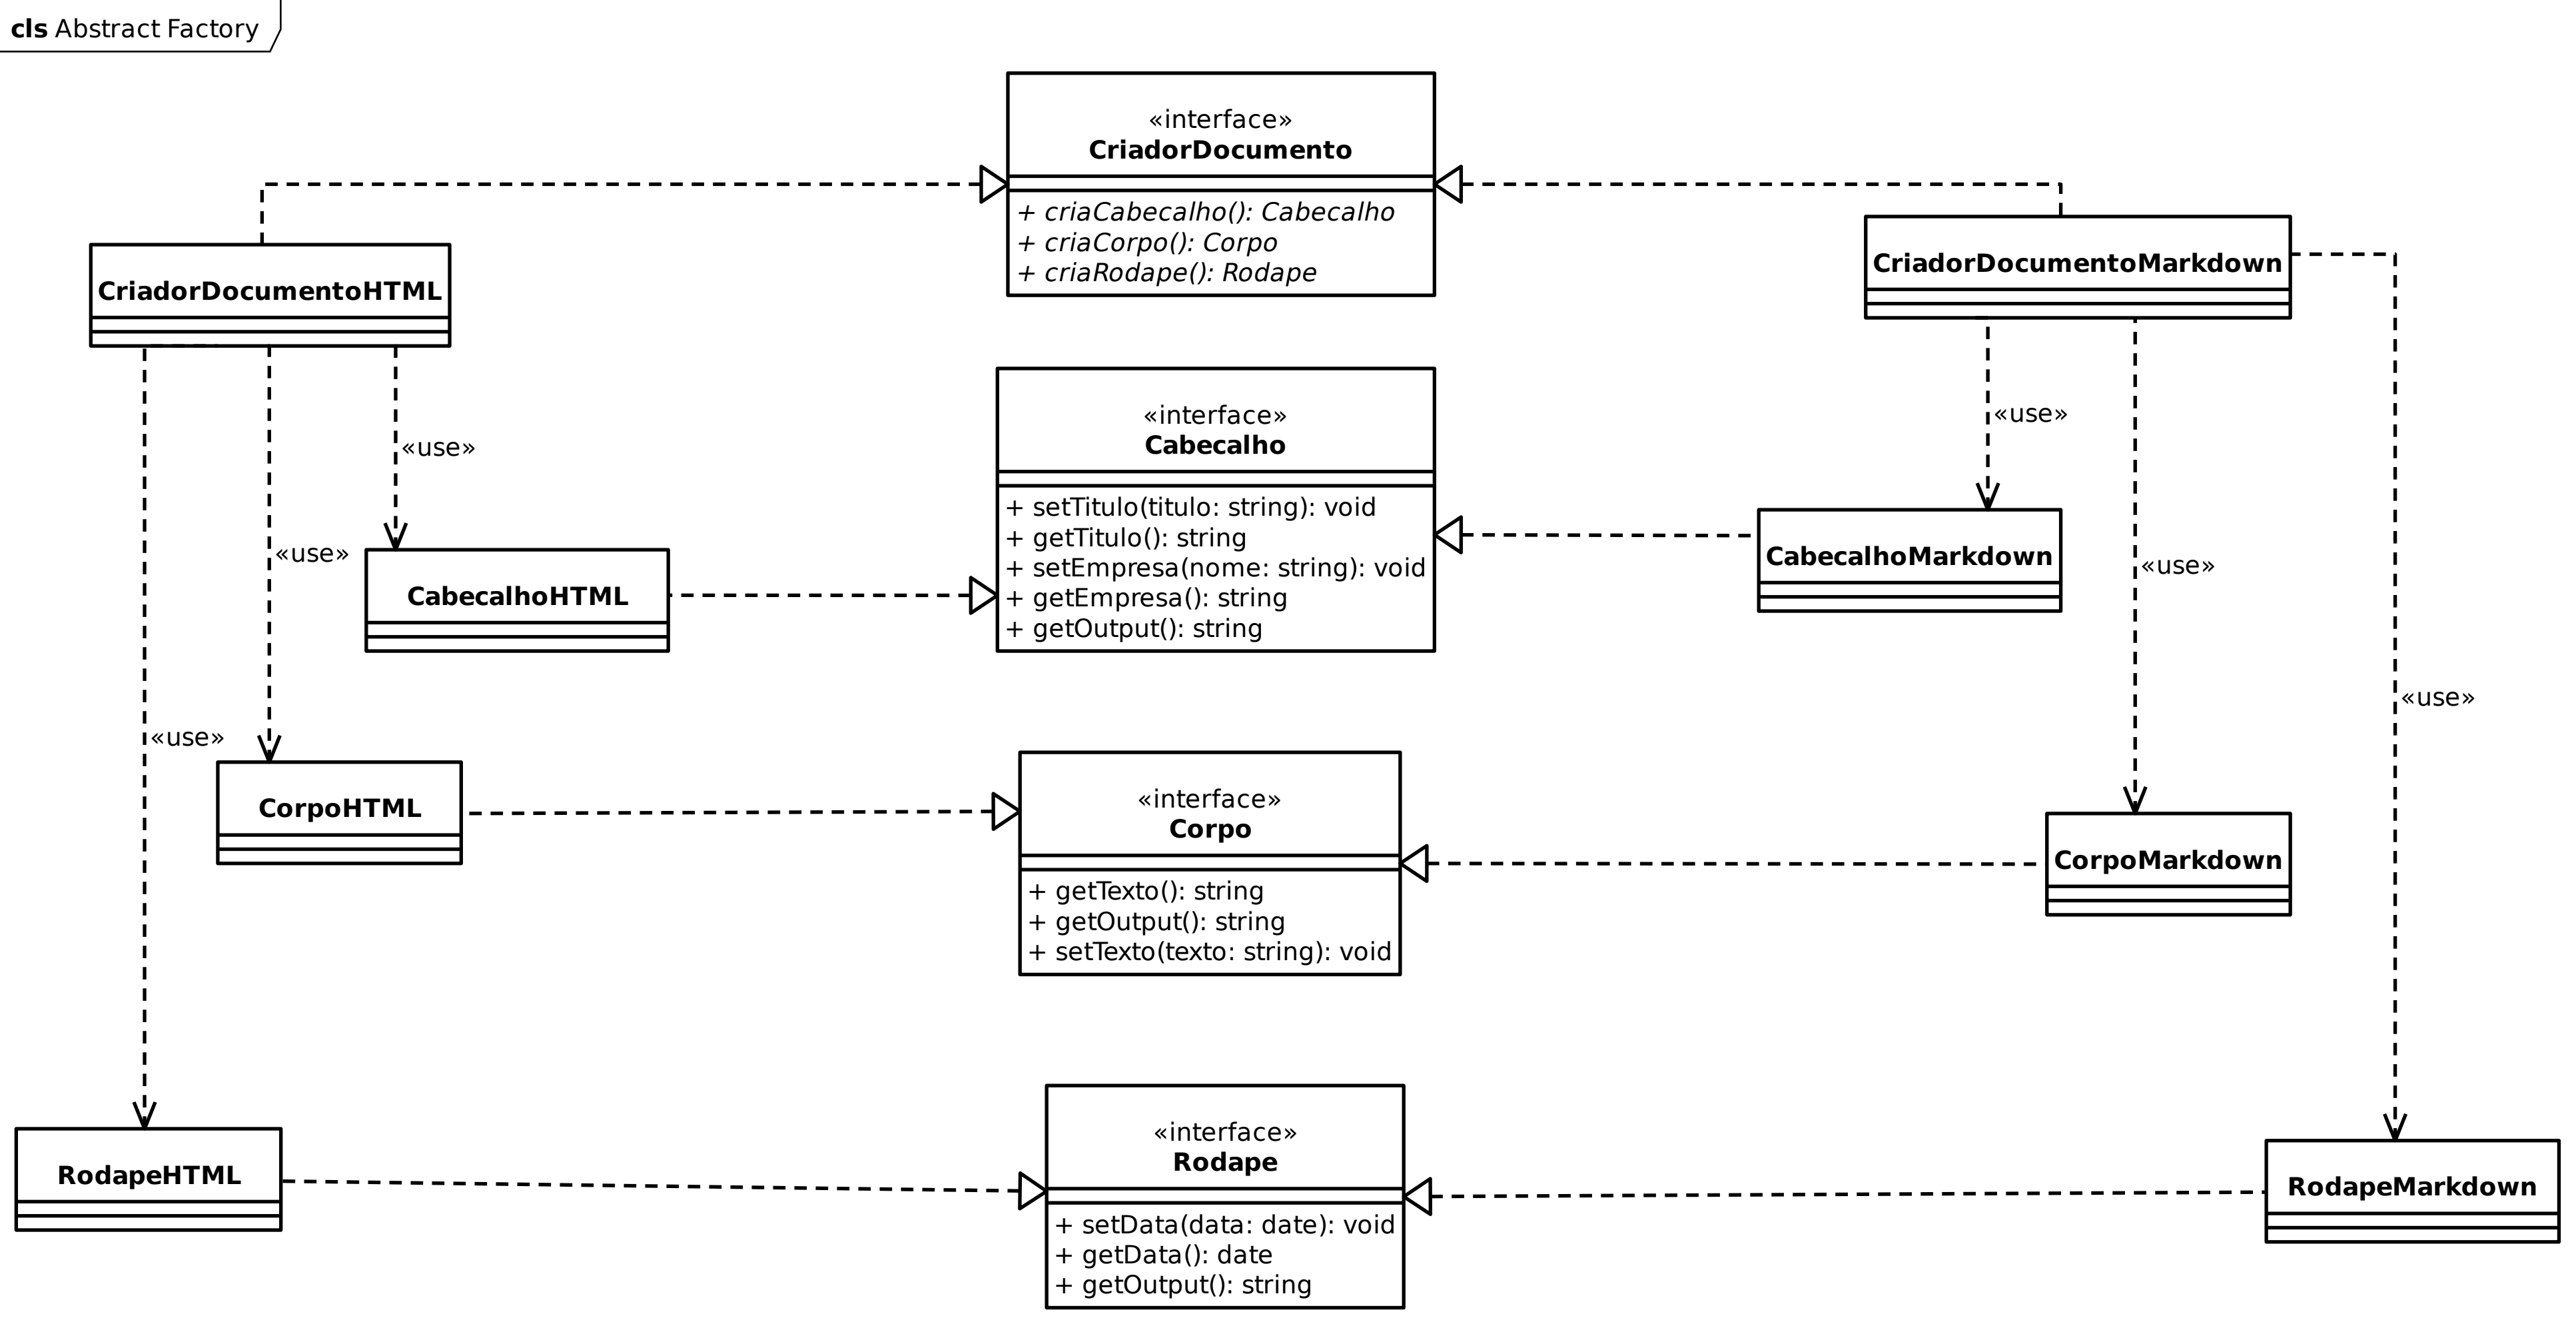 cls Abstract Factory
«interface»
CriadorDocumento
+ criaCabecalho(): Cabecalho
+ criaCorpo(): Corpo
+ criaRodape(): Rodape
CriadorDocumentoHTML
CriadorDocumentoMarkdown
«interface»
Cabecalho
+ setTitulo(titulo: string): void
+ getTitulo(): string
+ setEmpresa(nome: string): void
+ getEmpresa(): string
+ getOutput(): string
«use»
«use»
«use»
«use»
«use»
«use»
CabecalhoHTML
CabecalhoMarkdown
«interface»
Corpo
+ getTexto(): string
+ getOutput(): string
+ setTexto(texto: string): void
CorpoHTML
CorpoMarkdown
«interface»
Rodape
+ setData(data: date): void
+ getData(): date
+ getOutput(): string
RodapeHTML
RodapeMarkdown